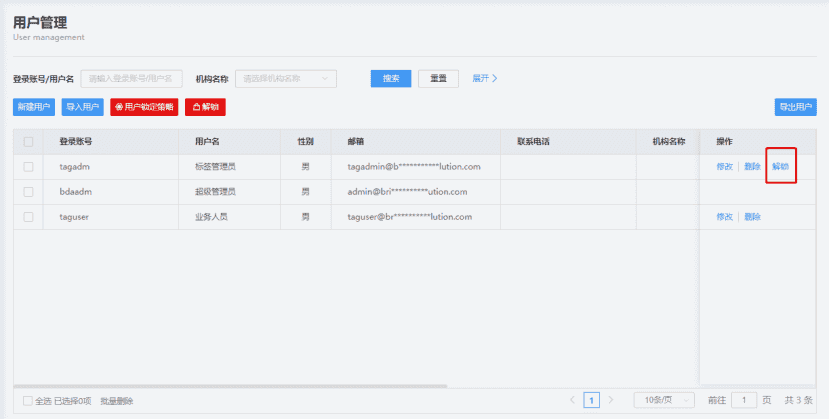 用户管理
User management
登录账号/用户名 请输入登录账号/用户名 机构名称 请选择机构名称 搜索 重置 展开
新建用户 导入用户 用户锁定策略 解锁 导出用户
登录账号 用户名 性别 邮箱 联系电话 机构名称 操作
tagadm 标签管理员 男 tagadmin@b***********lution.com 修改 删除 解锁
bdaadm 超级管理员 男 admin@bri**********ution.com
taguser 业务人员 男 taguser@br**********lution.com 修改 删除
全选 已选择0项 批量删除 1 10条/页 前往 1 页 共 3 条